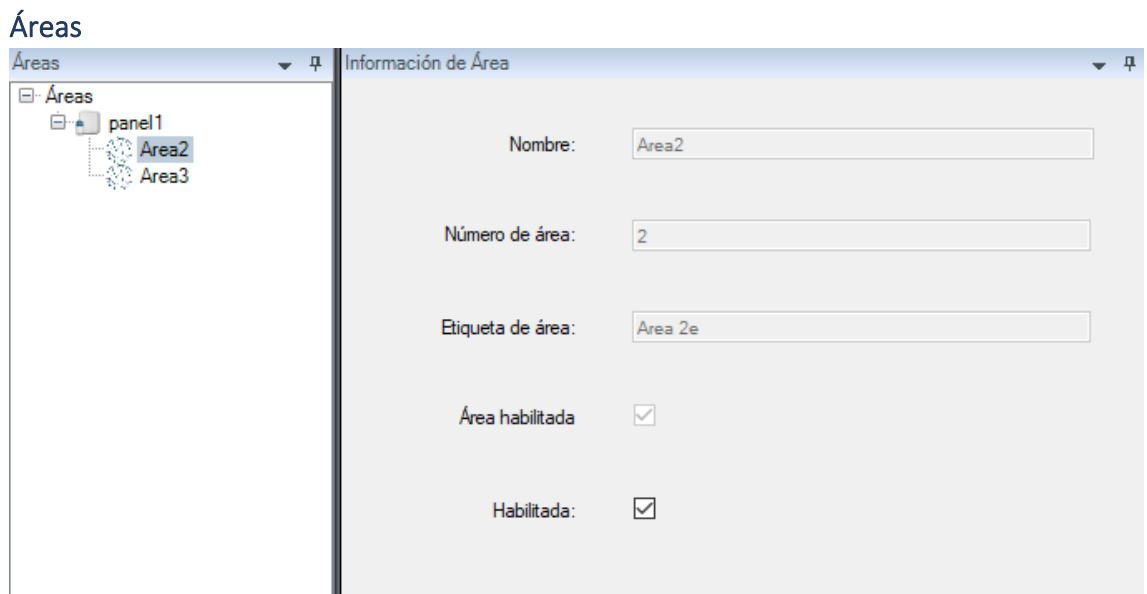 Áreas
Áreas
Áreas
panel1
Area2
Area3
Información de Área
Nombre: Area2
Número de área: 2
Etiqueta de área: Area 2e
Área habilitada
Habilitada: